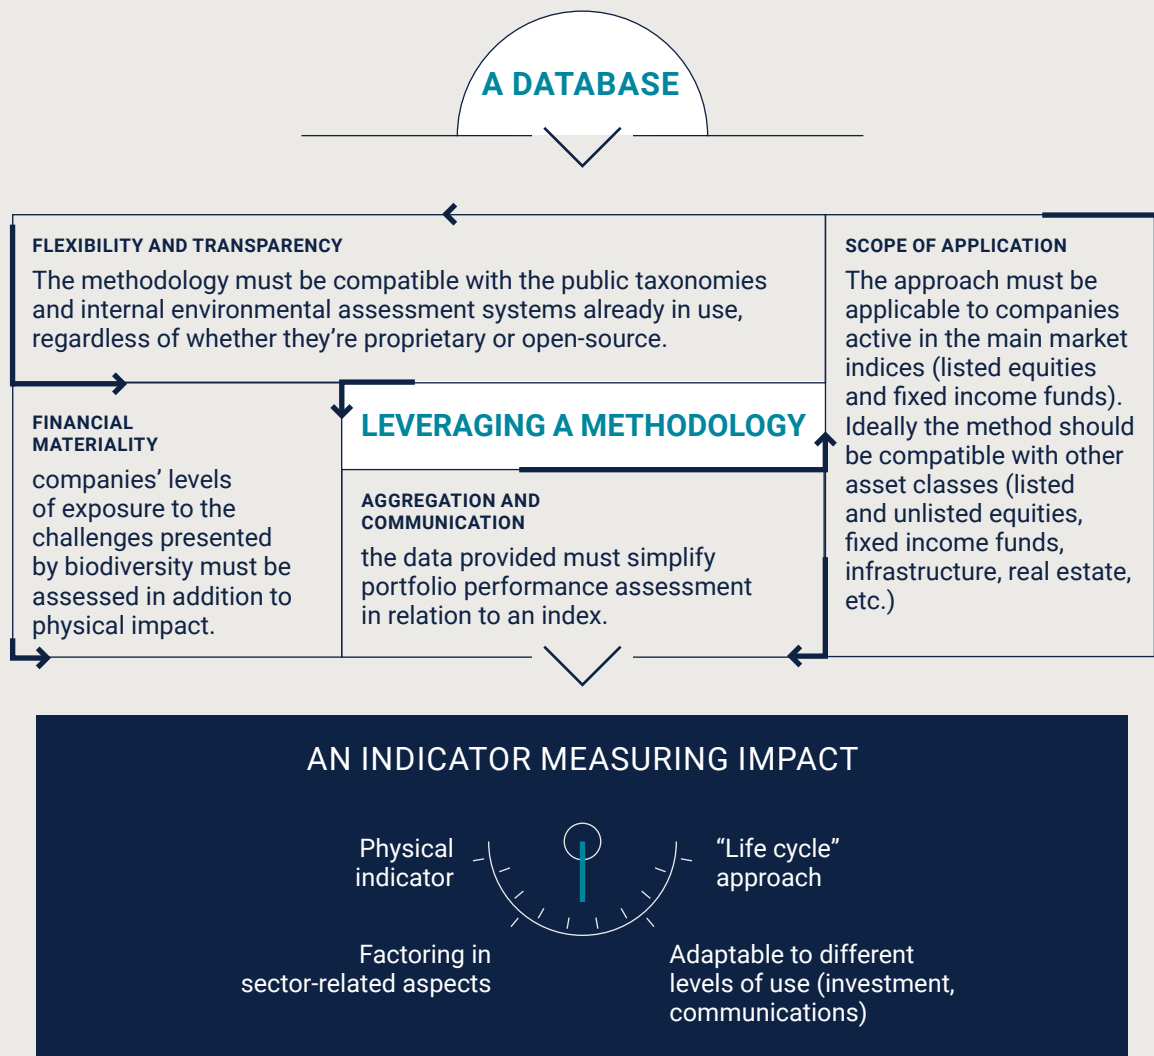 A DATABASE
FLEXIBILITY AND TRANSPARENCY
The methodology must be compatible with the public taxonomies
and internal environmental assessment systems already in use,
regardless of whether they’re proprietary or open-source.
SCOPE OF APPLICATION
The approach must be
applicable to companies
active in the main market
indices (listed equities
and fixed income funds).
Ideally the method should
be compatible with other
asset classes (listed
and unlisted equities,
fixed income funds,
infrastructure, real estate,
etc.)
FINANCIAL
MATERIALITY
companies’ levels
of exposure to the
challenges presented
by biodiversity must be
assessed in addition to
physical impact.
LEVERAGING A METHODOLOGY
AGGREGATION AND
COMMUNICATION
the data provided must simplify
portfolio performance assessment
in relation to an index.
AN INDICATOR MEASURING IMPACT
Physical
indicator
“Life cycle”
approach
Factoring in
sector-related aspects
Adaptable to different
levels of use (investment,
communications)